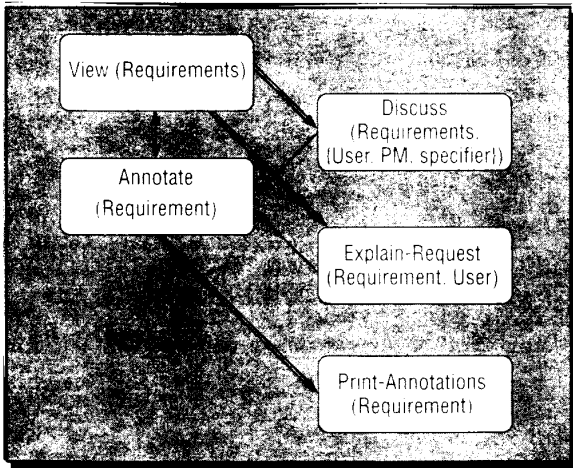 View (Requirements)
Discuss
(Requirements.
{User. PM. specifier})
Annotate
(Requirement)
Explain-Request
(Requirement. User)
Print-Annotations
(Requirement)